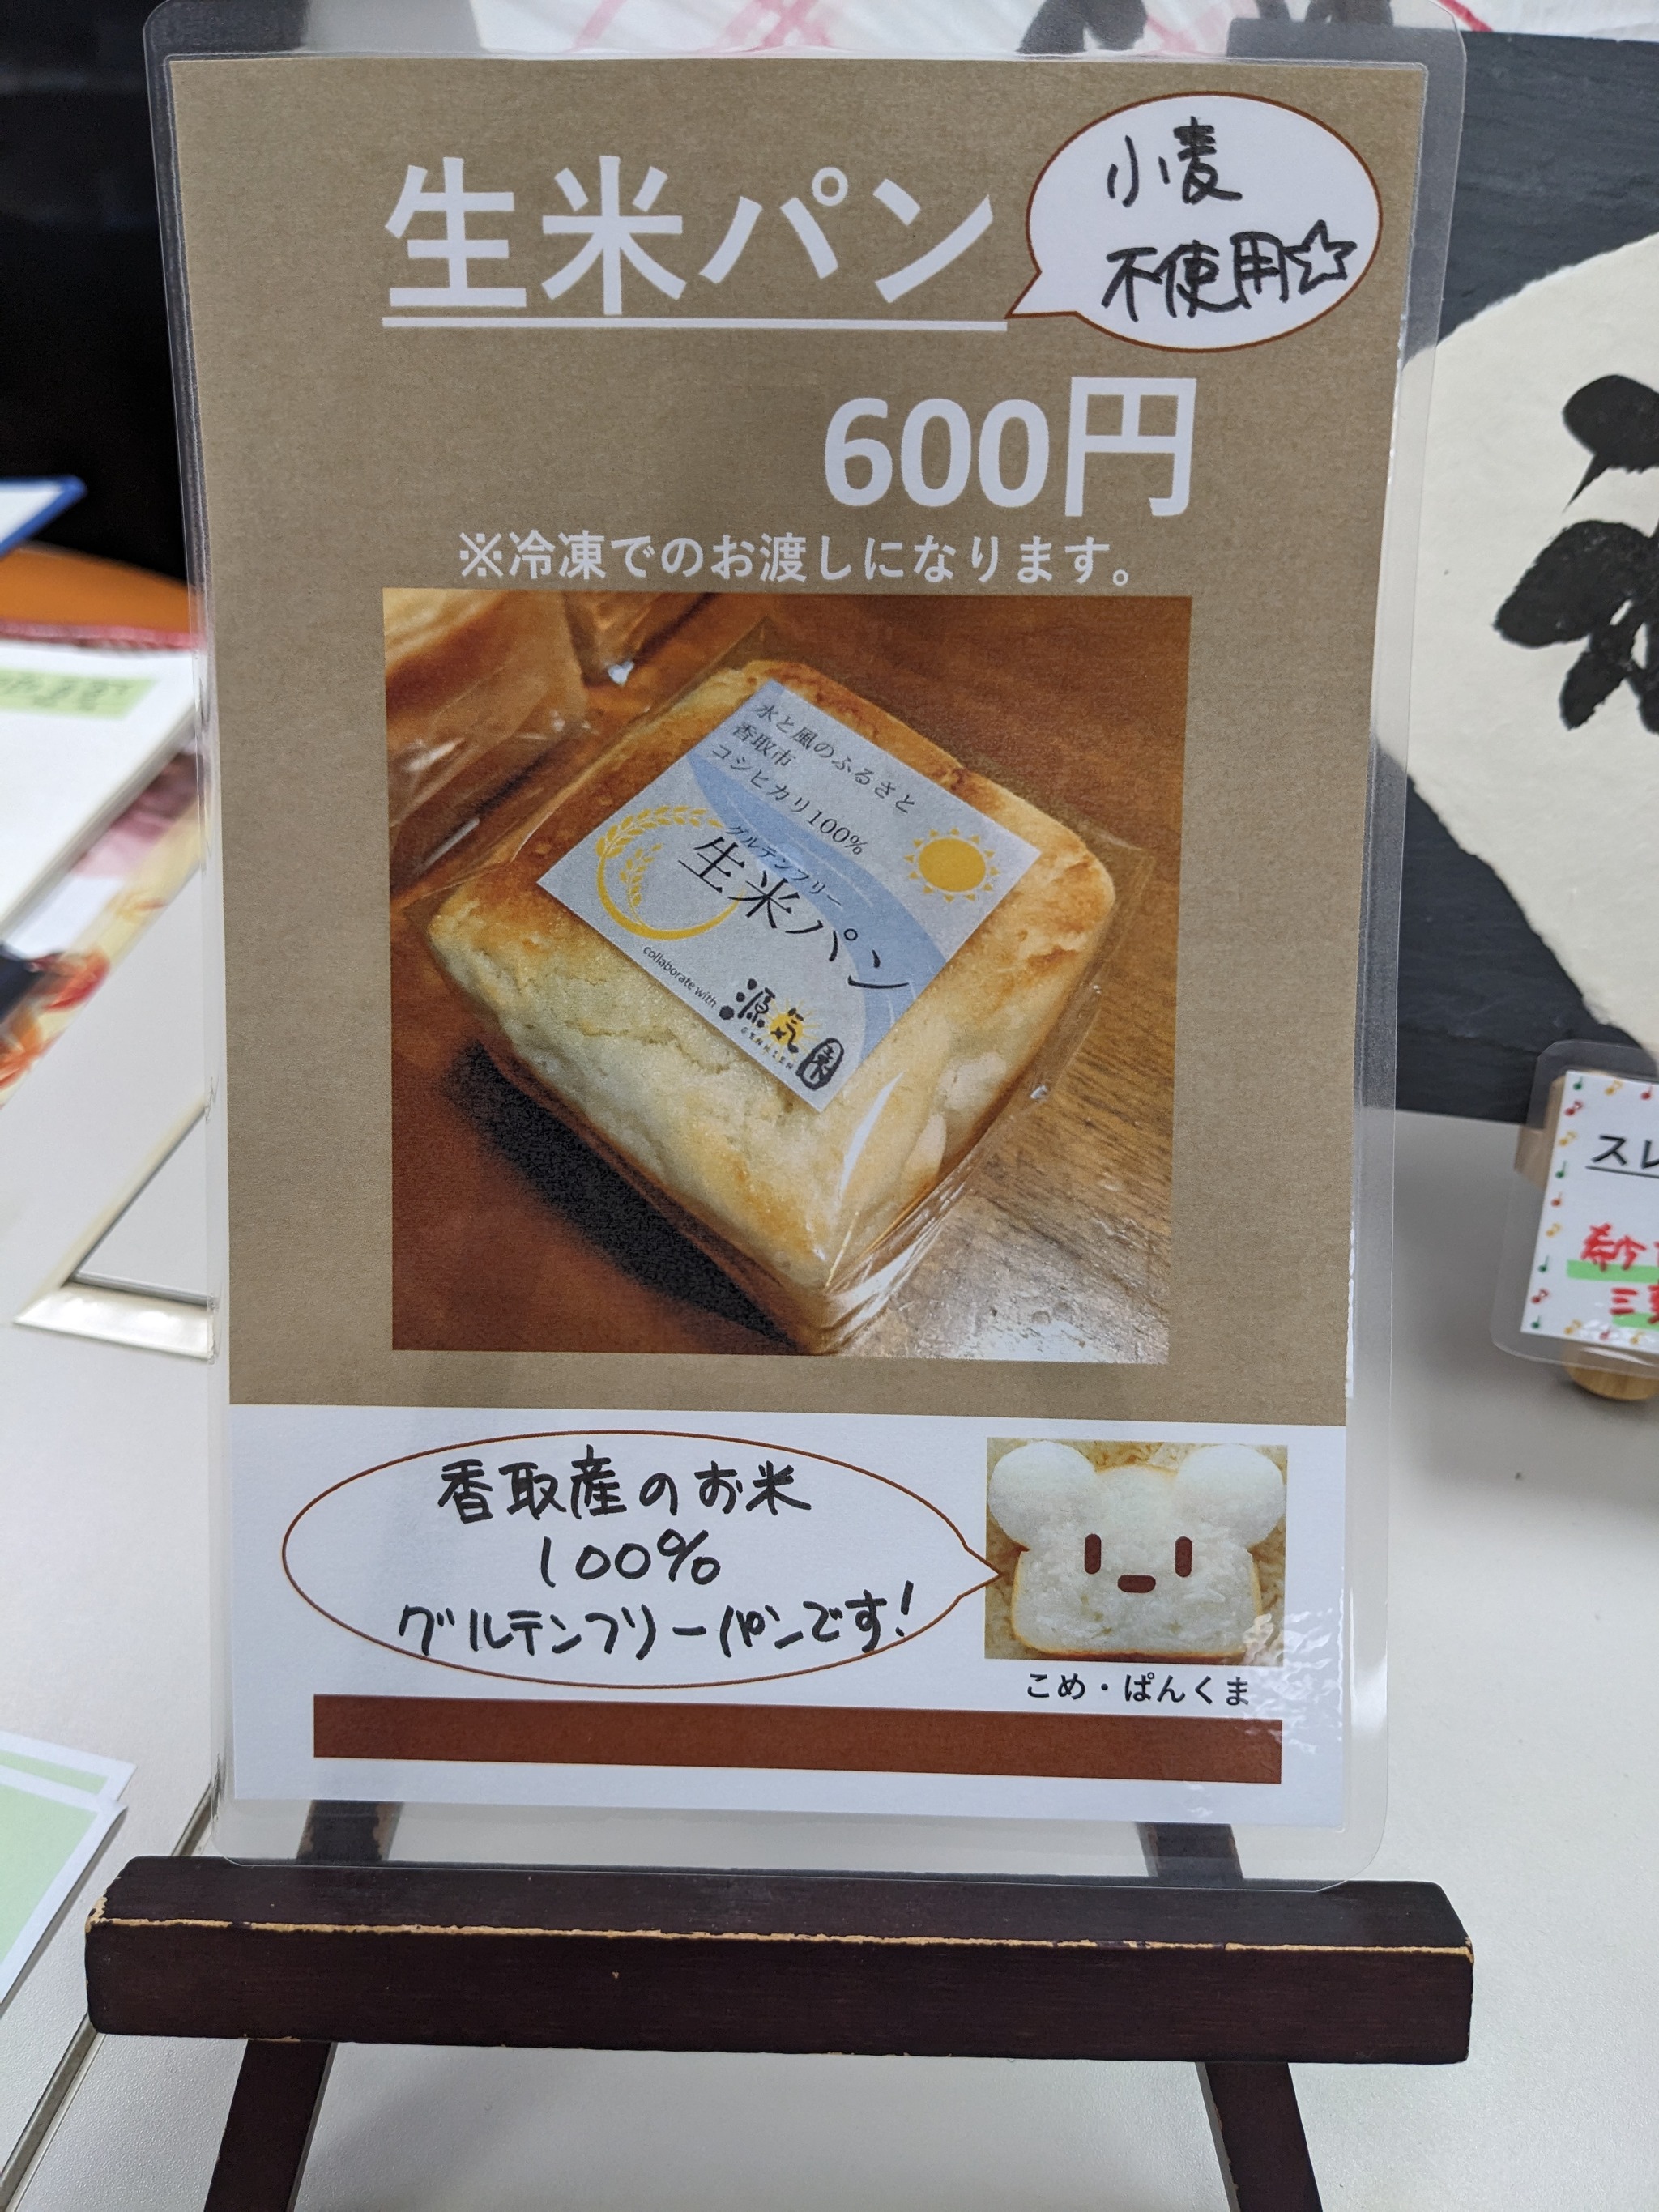 生米パン
小麦
不使用☆
600円
※冷凍でのお渡しになります。
水と風のふるさと
香取市
コシヒカリ100%
グルテンフリー
生米パン
collaborate with
源気
GENKIEN
香取産のお米
100%
グルテンフリーパンです!
こめ・ぱんくま